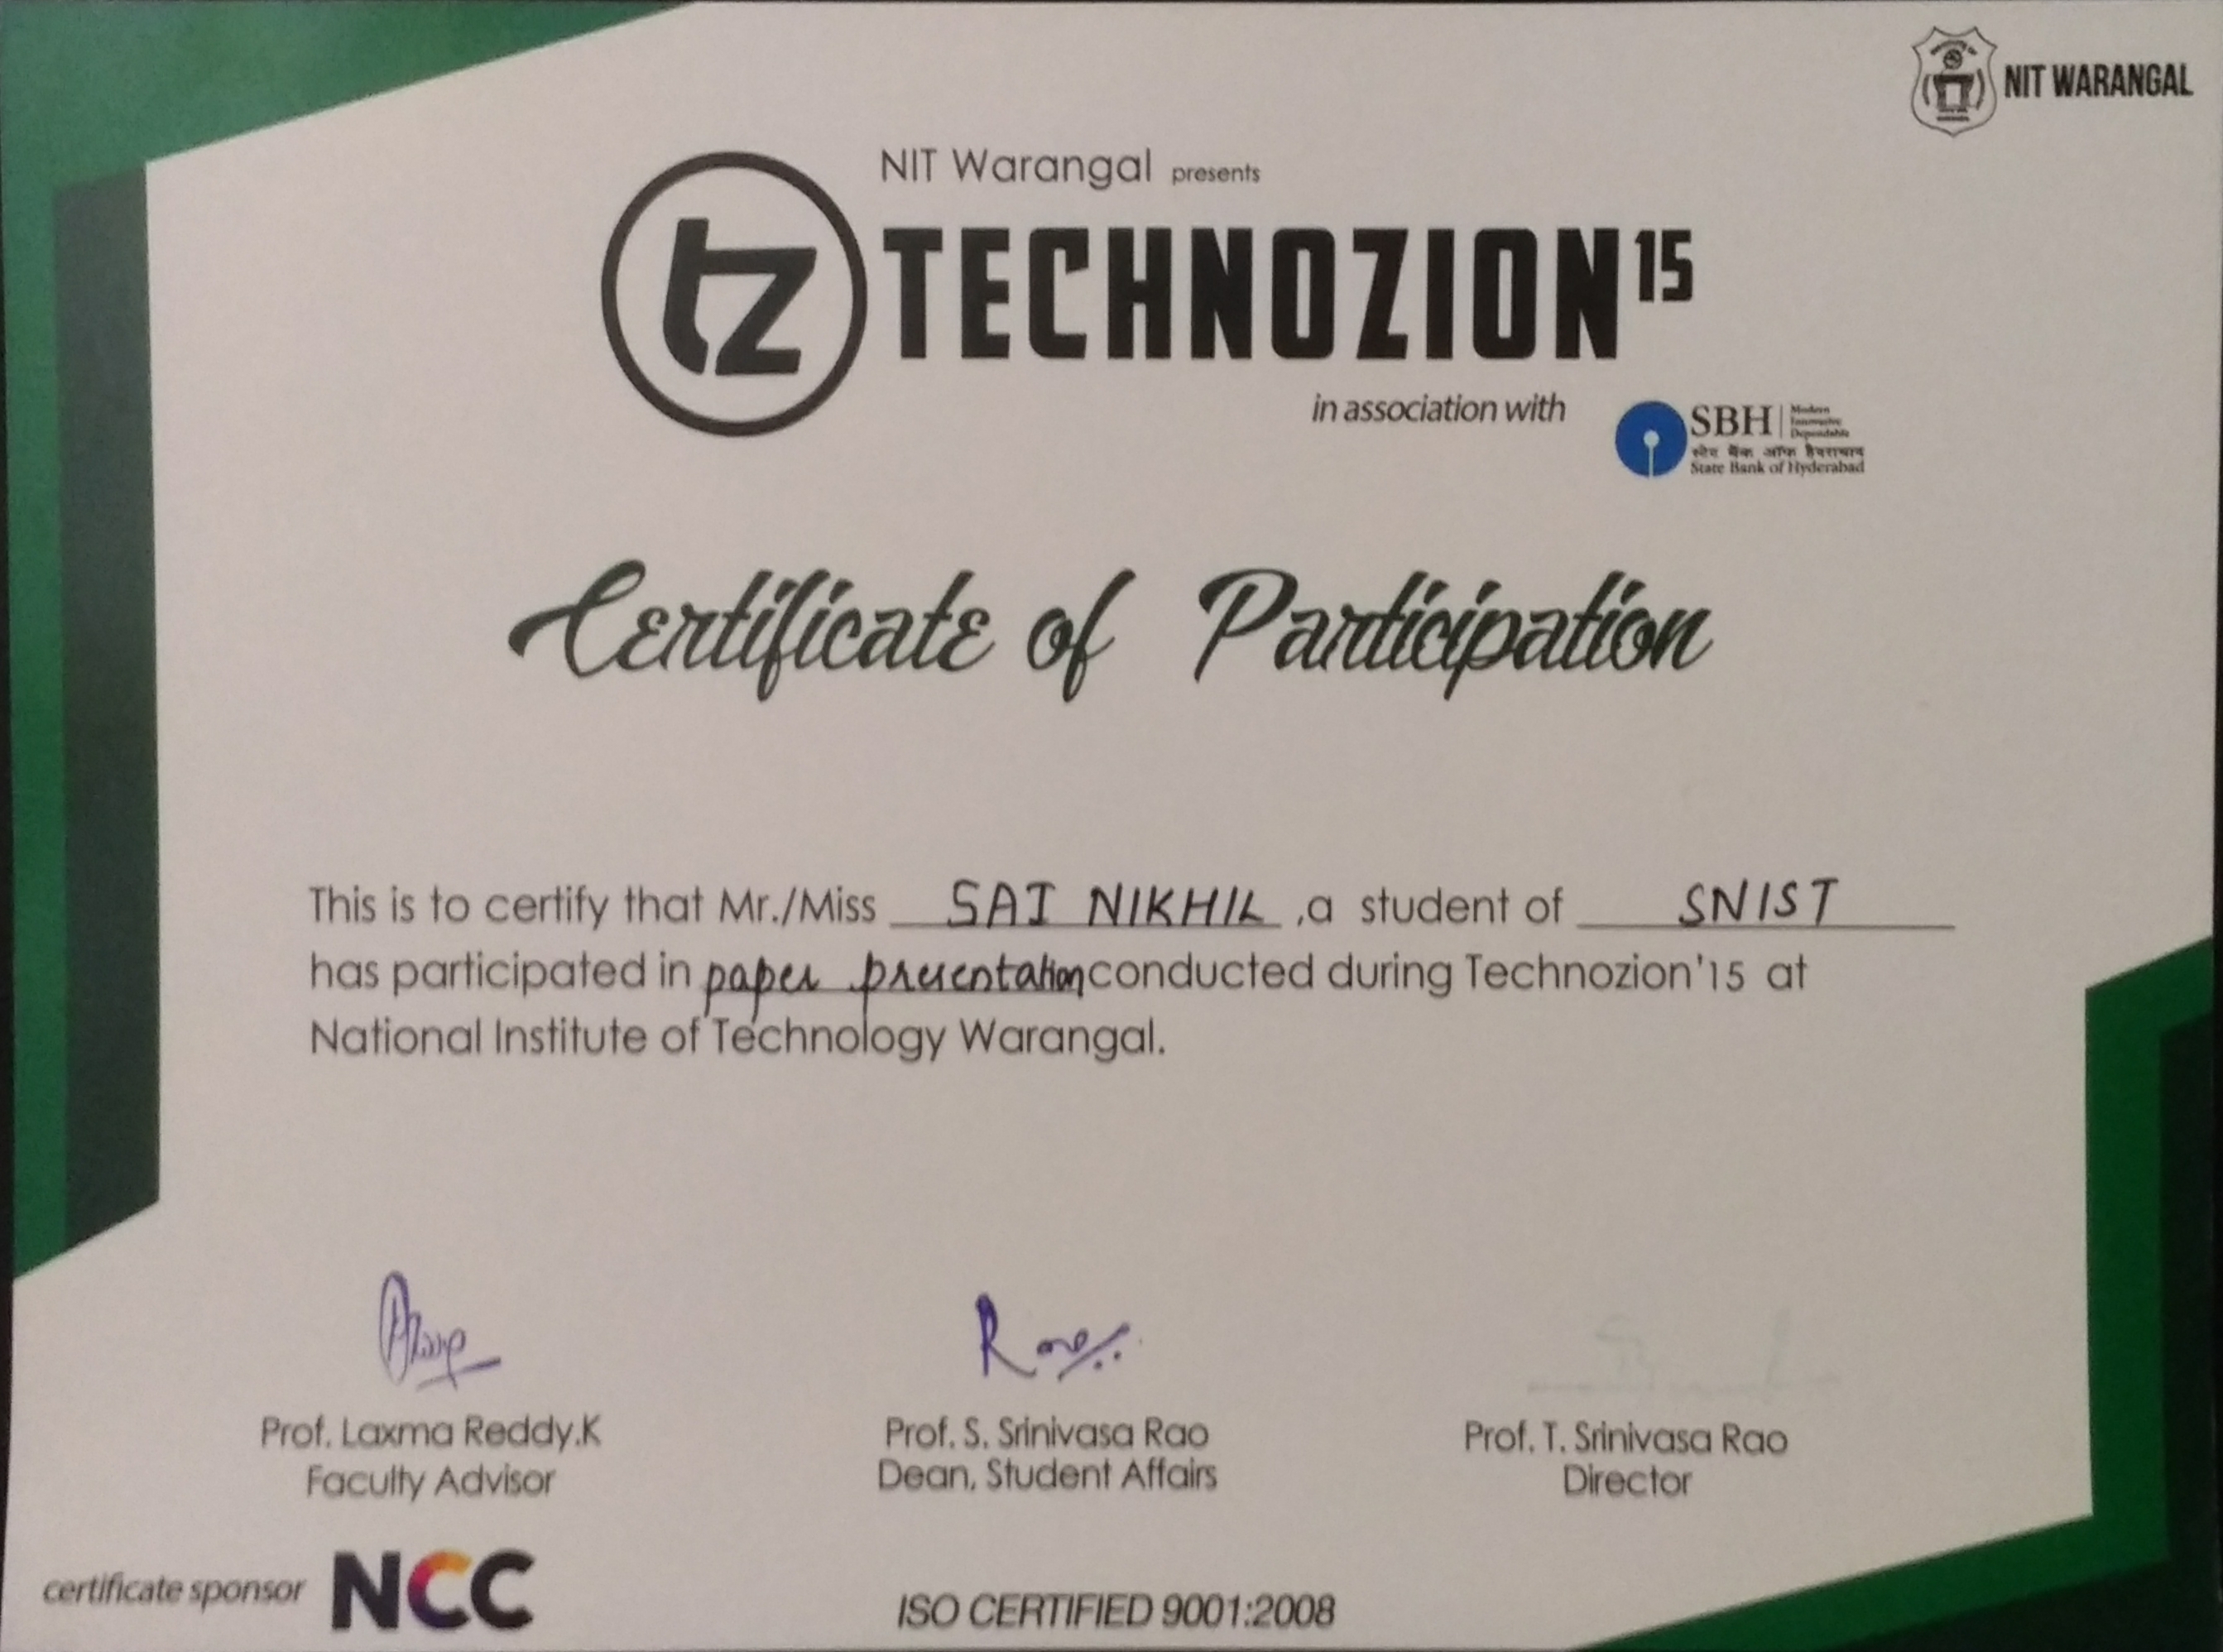 NIT WARANGAL
NIT Warangal presents
tz TECHNOZION 15
in association with
SBH
Modern
Innovative
Dependable
स्टेट बैंक ऑफ हैदराबाद
State Bank of Hyderabad
Certificate of Participation
This is to certify that Mr./Miss SAI NIKHIL ,a student of SNIST
has participated in paper presentation conducted during Technozion'15 at
National Institute of Technology Warangal.
Prof. Laxma Reddy.K
Faculty Advisor
Prof. S. Srinivasa Rao
Dean, Student Affairs
Prof. T. Srinivasa Rao
Director
certificate sponsor NCC
ISO CERTIFIED 9001:2008